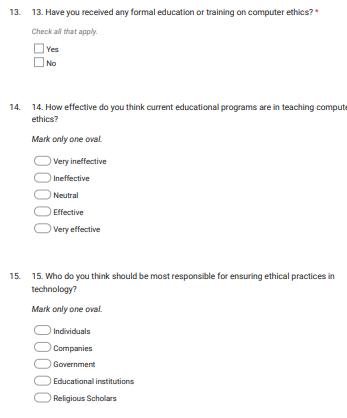 13. 13. Have you received any formal education or training on computer ethics? *
Check all that apply.
Yes
No
14. 14. How effective do you think current educational programs are in teaching compute
ethics?
Mark only one oval.
Very ineffective
Ineffective
Neutral
Effective
Very effective
15. 15. Who do you think should be most responsible for ensuring ethical practices in
technology?
Mark only one oval.
Individuals
Companies
Government
Educational institutions
Religious Scholars